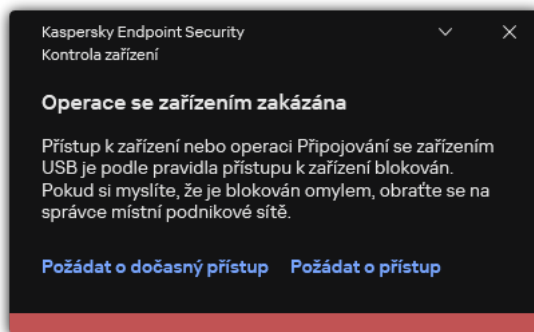 Kaspersky Endpoint Security
Kontrola zařízení
Operace se zařízením zakázána
Přístup k zařízení nebo operaci Připojování se zařízením
USB je podle pravidla přístupu k zařízení blokován.
Pokud si myslíte, že je blokován omylem, obraťte se na
správce místní podnikové sítě.
Požádat o dočasný přístup Požádat o přístup